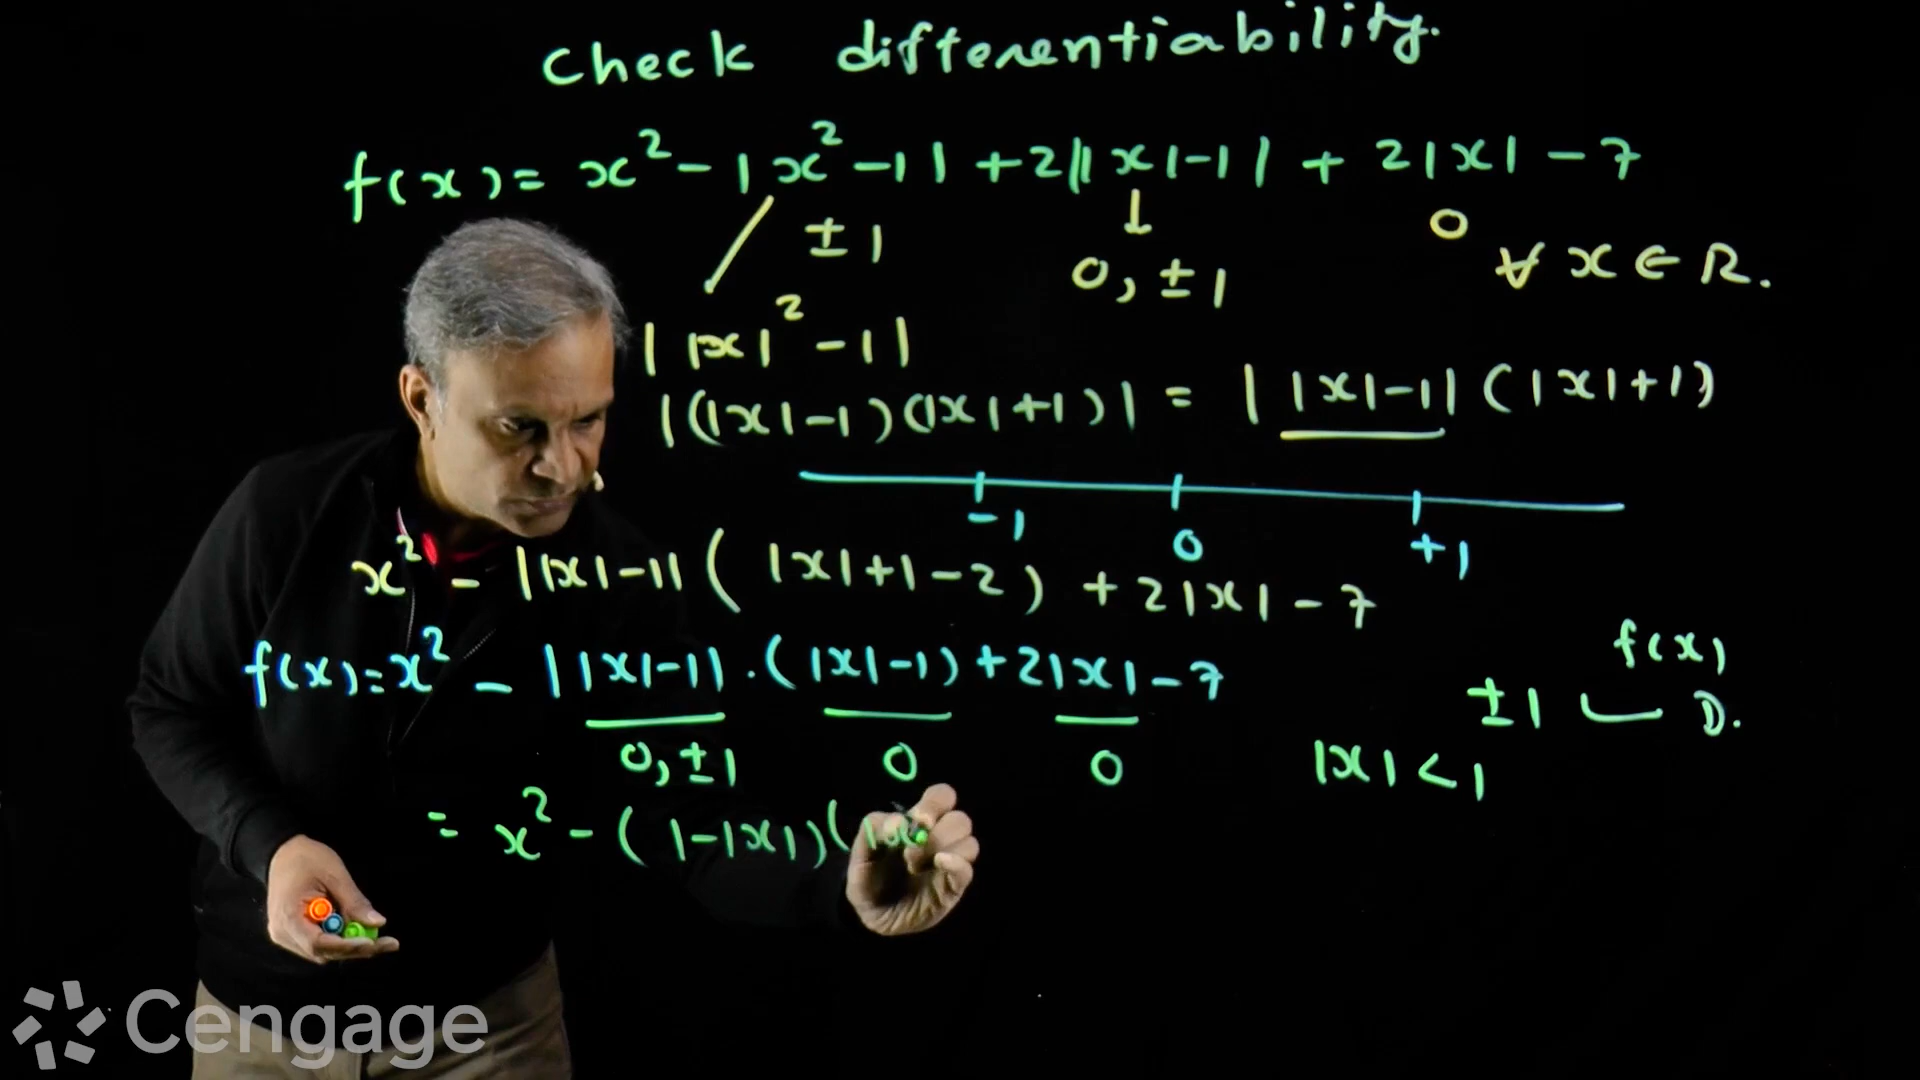 Check differentiability.
f(x) = x² - |x² - 1| + 2||x| - 1| + 2|x| - 7
± 1
0, ± 1
0
∀ x ∈ R.
| |x|² - 1|
|(|x| - 1)(|x| + 1)| = | |x| - 1| (|x| + 1)
-1 0 +1
x² - ||x| - 1| ( |x| + 1 - 2) + 2|x| - 7
f(x) = x² - ||x| - 1| . (|x| - 1) + 2|x| - 7
f(x)
± 1 D.
0, ± 1 0 0
|x| < 1
= x² - ( 1 - |x|)(|x
Cengage